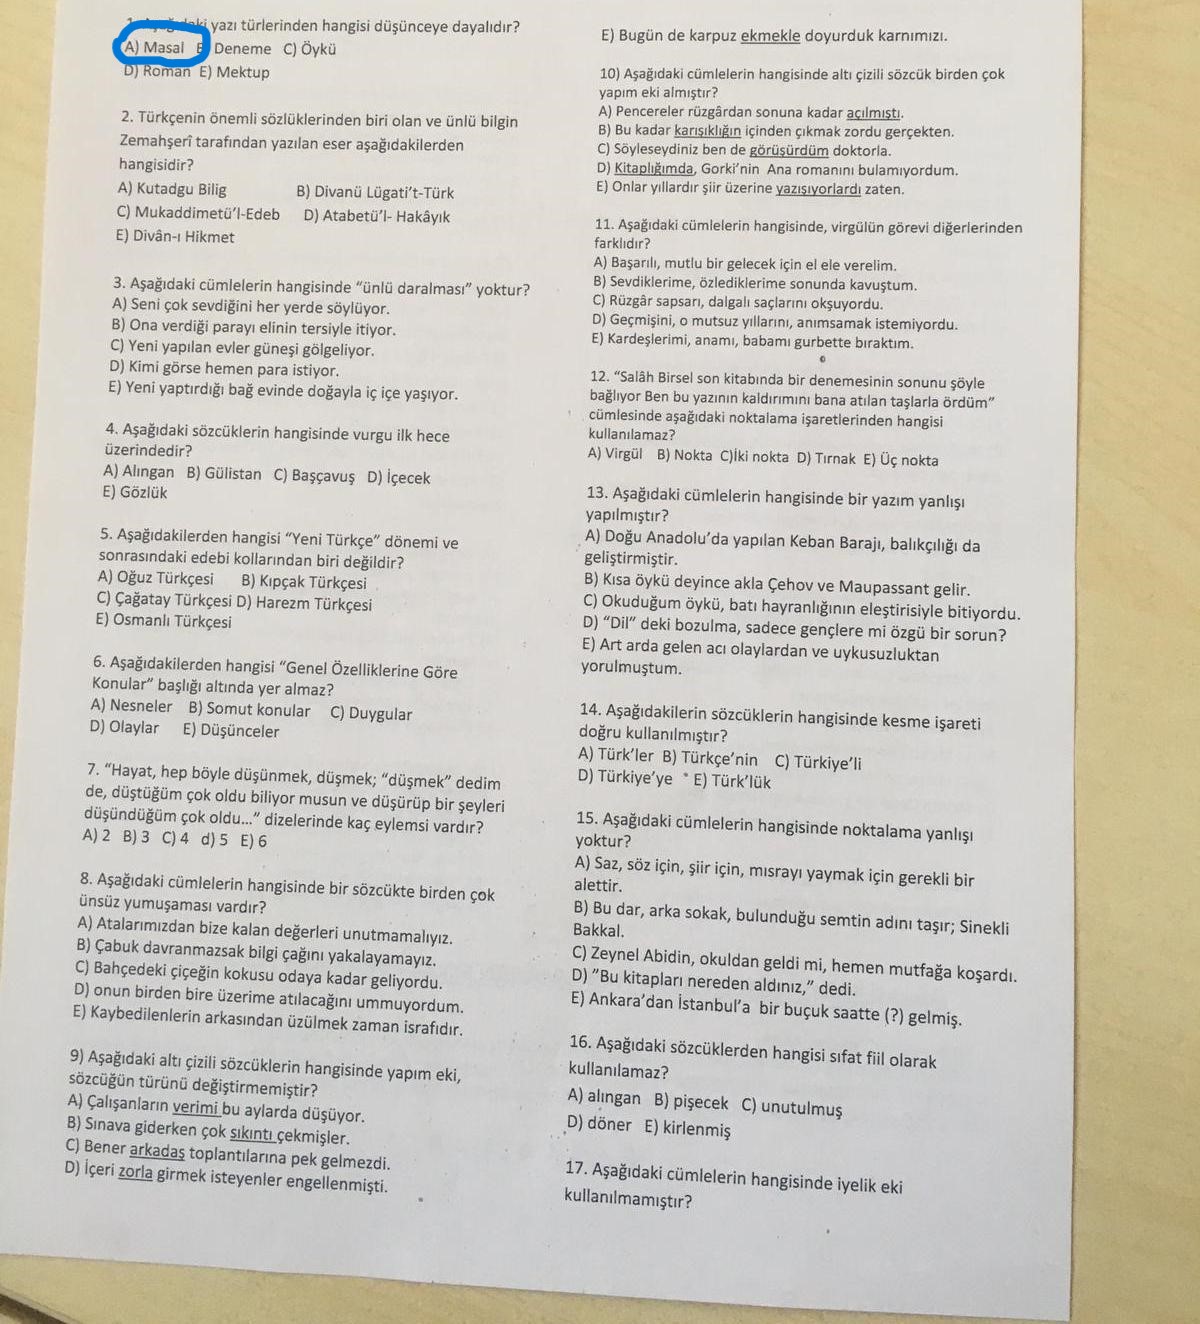 yazı türlerinden hangisi düşünceye dayalıdır?
A) Masal Deneme C) Öykü
D) Roman E) Mektup
2. Türkçenin önemli sözlüklerinden biri olan ve ünlü bilgin
Zemahşerî tarafından yazılan eser aşağıdakilerden
hangisidir?
A) Kutadgu Bilig B) Divanü Lügati't-Türk
C) Mukaddimetü'l-Edeb D) Atabetü'l- Hakâyık
E) Divân-ı Hikmet
3. Aşağıdaki cümlelerin hangisinde "ünlü daralması" yoktur?
A) Seni çok sevdiğini her yerde söylüyor.
B) Ona verdiği parayı elinin tersiyle itiyor.
C) Yeni yapılan evler güneşi gölgeliyor.
D) Kimi görse hemen para istiyor.
E) Yeni yaptırdığı bağ evinde doğayla iç içe yaşıyor.
4. Aşağıdaki sözcüklerin hangisinde vurgu ilk hece
üzerindedir?
A) Alıngan B) Gülistan C) Başçavuş D) İçecek
E) Gözlük
5. Aşağıdakilerden hangisi "Yeni Türkçe" dönemi ve
sonrasındaki edebi kollarından biri değildir?
A) Oğuz Türkçesi B) Kıpçak Türkçesi
C) Çağatay Türkçesi D) Harezm Türkçesi
E) Osmanlı Türkçesi
6. Aşağıdakilerden hangisi "Genel Özelliklerine Göre
Konular" başlığı altında yer almaz?
A) Nesneler B) Somut konular C) Duygular
D) Olaylar E) Düşünceler
7. "Hayat, hep böyle düşünmek, düşmek; "düşmek" dedim
de, düştüğüm çok oldu biliyor musun ve düşürüp bir şeyleri
düşündüğüm çok oldu..." dizelerinde kaç eylemsi vardır?
A) 2 B) 3 C) 4 d) 5 E) 6
8. Aşağıdaki cümlelerin hangisinde bir sözcükte birden çok
ünsüz yumuşaması vardır?
A) Atalarımızdan bize kalan değerleri unutmamalıyız.
B) Çabuk davranmazsak bilgi çağını yakalayamayız.
C) Bahçedeki çiçeğin kokusu odaya kadar geliyordu.
D) onun birden bire üzerime atılacağını ummuyordum.
E) Kaybedilenlerin arkasından üzülmek zaman israfıdır.
9) Aşağıdaki altı çizili sözcüklerin hangisinde yapım eki,
sözcüğün türünü değiştirmemiştir?
A) Çalışanların verimi bu aylarda düşüyor.
B) Sınava giderken çok sıkıntı çekmişler.
C) Bener arkadaş toplantılarına pek gelmezdi.
D) İçeri zorla girmek isteyenler engellenmişti.
E) Bugün de karpuz ekmekle doyurduk karnımızı.
10) Aşağıdaki cümlelerin hangisinde altı çizili sözcük birden çok
yapım eki almıştır?
A) Pencereler rüzgârdan sonuna kadar açılmıştı.
B) Bu kadar karışıklığın içinden çıkmak zordu gerçekten.
C) Söyleseydiniz ben de görüşürdüm doktorla.
D) Kitaplığımda, Gorki'nin Ana romanını bulamıyordum.
E) Onlar yıllardır şiir üzerine yazışıyorlardı zaten.
11. Aşağıdaki cümlelerin hangisinde, virgülün görevi diğerlerinden
farklıdır?
A) Başarılı, mutlu bir gelecek için el ele verelim.
B) Sevdiklerime, özlediklerime sonunda kavuştum.
C) Rüzgâr sapsarı, dalgalı saçlarını okşuyordu.
D) Geçmişini, o mutsuz yıllarını, anımsamak istemiyordu.
E) Kardeşlerimi, anamı, babamı gurbette bıraktım.
12. "Salâh Birsel son kitabında bir denemesinin sonunu şöyle
bağlıyor Ben bu yazının kaldırımını bana atılan taşlarla ördüm"
cümlesinde aşağıdaki noktalama işaretlerinden hangisi
kullanılamaz?
A) Virgül B) Nokta C)İki nokta D) Tırnak E) Üç nokta
13. Aşağıdaki cümlelerin hangisinde bir yazım yanlışı
yapılmıştır?
A) Doğu Anadolu'da yapılan Keban Barajı, balıkçılığı da
geliştirmiştir.
B) Kısa öykü deyince akla Çehov ve Maupassant gelir.
C) Okuduğum öykü, batı hayranlığının eleştirisiyle bitiyordu.
D) "Dil" deki bozulma, sadece gençlere mi özgü bir sorun?
E) Art arda gelen acı olaylardan ve uykusuzluktan
yorulmuştum.
14. Aşağıdakilerin sözcüklerin hangisinde kesme işareti
doğru kullanılmıştır?
A) Türk'ler B) Türkçe'nin C) Türkiye'li
D) Türkiye'ye E) Türk'lük
15. Aşağıdaki cümlelerin hangisinde noktalama yanlışı
yoktur?
A) Saz, söz için, şiir için, mısrayı yaymak için gerekli bir
alettir.
B) Bu dar, arka sokak, bulunduğu semtin adını taşır; Sinekli
Bakkal.
C) Zeynel Abidin, okuldan geldi mi, hemen mutfağa koşardı.
D) "Bu kitapları nereden aldınız," dedi.
E) Ankara'dan İstanbul'a bir buçuk saatte (?) gelmiş.
16. Aşağıdaki sözcüklerden hangisi sıfat fiil olarak
kullanılamaz?
A) alıngan B) pişecek C) unutulmuş
D) döner E) kirlenmiş
17. Aşağıdaki cümlelerin hangisinde iyelik eki
kullanılmamıştır?